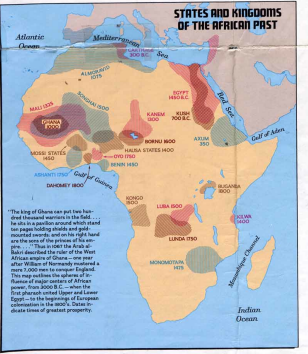 STATES AND KINGDOMS
OF THE AFRICAN PAST
Atlantic
Ocean
Mediterranean
Sea
CARTHAGE
300 B.C.
ALMORAVID
1075
EGYPT
1450 B.C.
Red Sea
MALI 1325
SONGHAI 1500
GHANA
1000
KANEM
1300
KUSH
700 B.C.
AXUM
350
Gulf of Aden
BORNU 1600
HAUSA STATES 1400
MOSSI STATES
1450
OYO 1750
BENIN 1450
ASHANTI 1750
Gulf of Guinea
DAHOMEY 1800
BUGANDA
1800
KONGO
1500
LUBA 1600
KILWA
1400
LUNDA 1750
MONOMOTAPA
1475
Mozambique Channel
Indian
Ocean
"The king of Ghana can put two hun-
dred thousand warriors in the field. . .
he sits in a pavilion around which stand
ten pages holding shields and gold-
mounted swords; and on his right hand
are the sons of the princes of his em-
pire. . . ." Thus in 1067 the Arab al-
Bakri described the ruler of the West
African empire of Ghana — one year
after William of Normandy mustered a
mere 7,000 men to conquer England.
This map outlines the spheres of in-
fluence of major centers of African
power, from 3000 B.C. — when the
first pharaoh united Upper and Lower
Egypt — to the beginnings of European
colonization in the 1800's. Dates in-
dicate times of greatest prosperity.